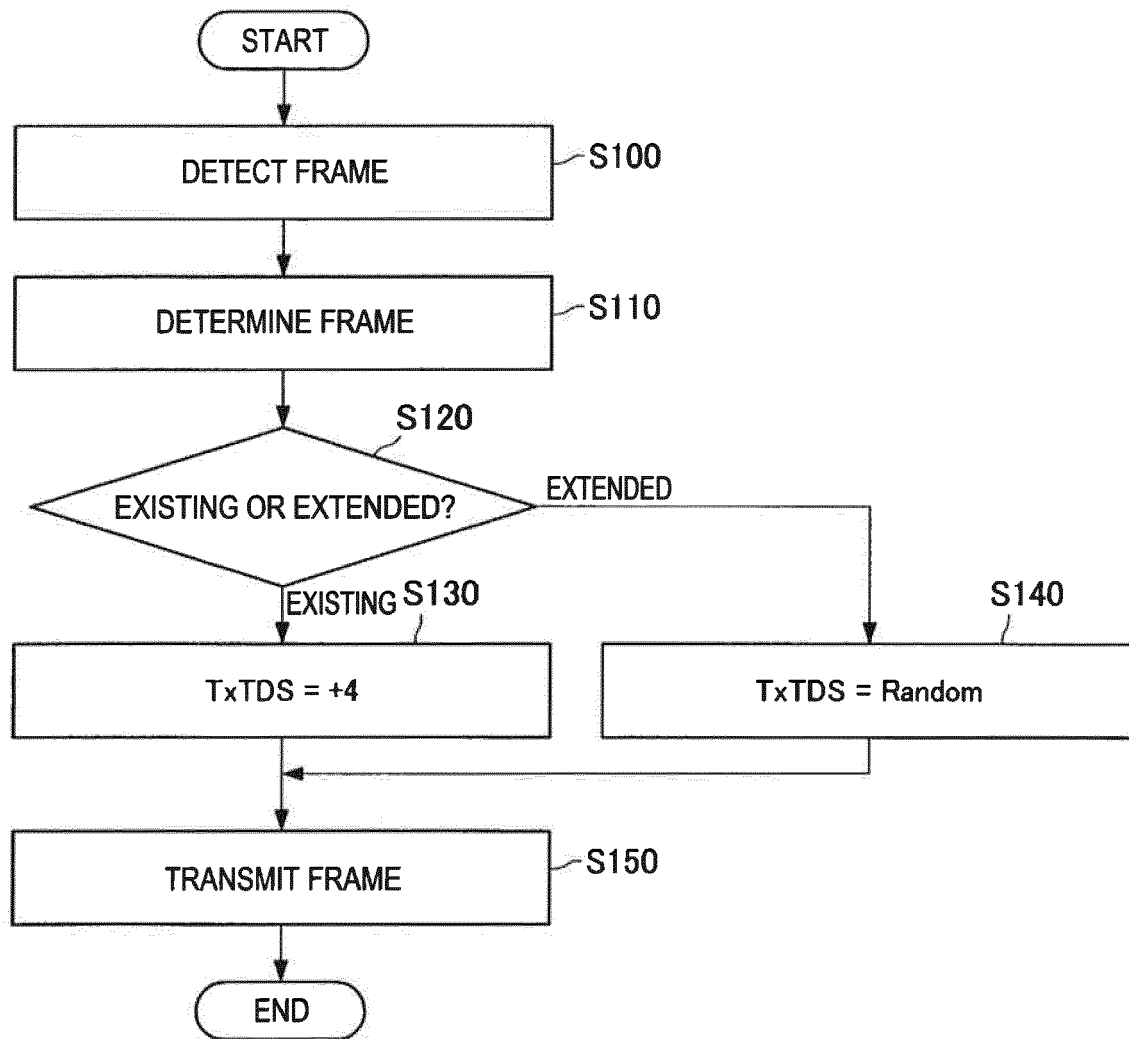 START
DETECT FRAME
S100
DETERMINE FRAME
S110
S120
EXISTING OR EXTENDED?
EXTENDED
EXISTING
S130
S140
TxTDS = +4
TxTDS = Random
TRANSMIT FRAME
S150
END